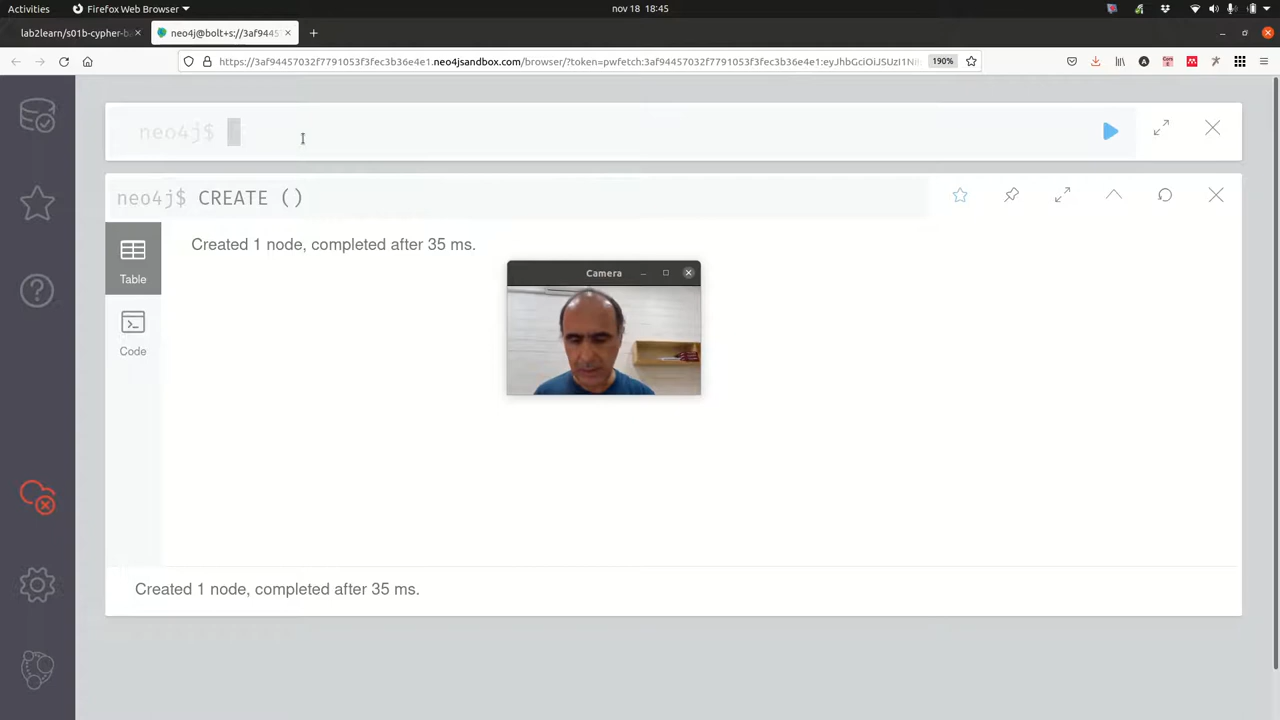 Activities
Firefox Web Browser
nov 18 18:45
lab2learn/s01b-cypher-ba
neo4j@bolt+s://3af9445
https://3af94457032f7791053f3fec3b36e4e1.neo4jsandbox.com/browser/?token=pwfetch:3af94457032f7791053f3fec3b36e4e1:eyJhbGciOiJSUzI1NiI
190%
neo4j$
neo4j$ CREATE ()
Created 1 node, completed after 35 ms.
Table
Code
Camera
Created 1 node, completed after 35 ms.